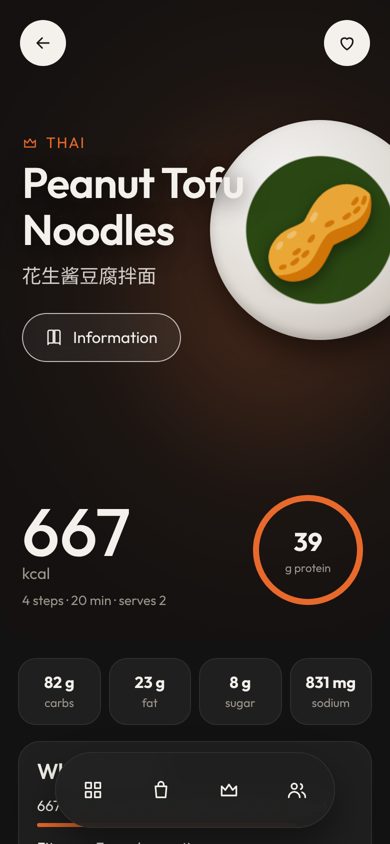 THAI
Peanut Tofu
Noodles
花生酱豆腐拌面
Information
667
kcal
39
g protein
4 steps · 20 min · serves 2
82 g
carbs
23 g
fat
8 g
sugar
831 mg
sodium
667